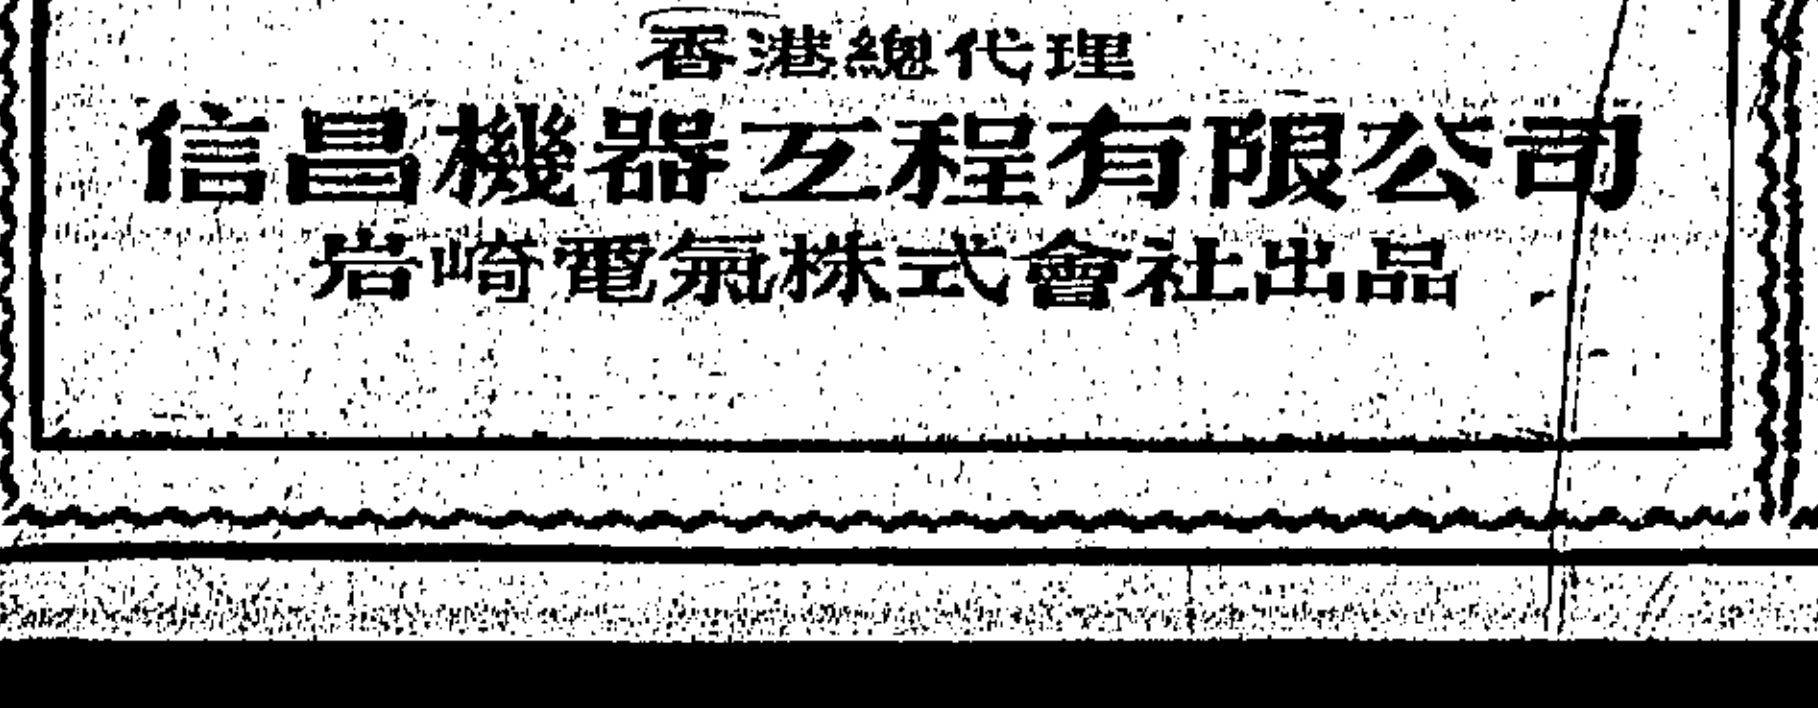 香港總代理
信昌機器工程有限公司
岩崎電氣株式會社出品